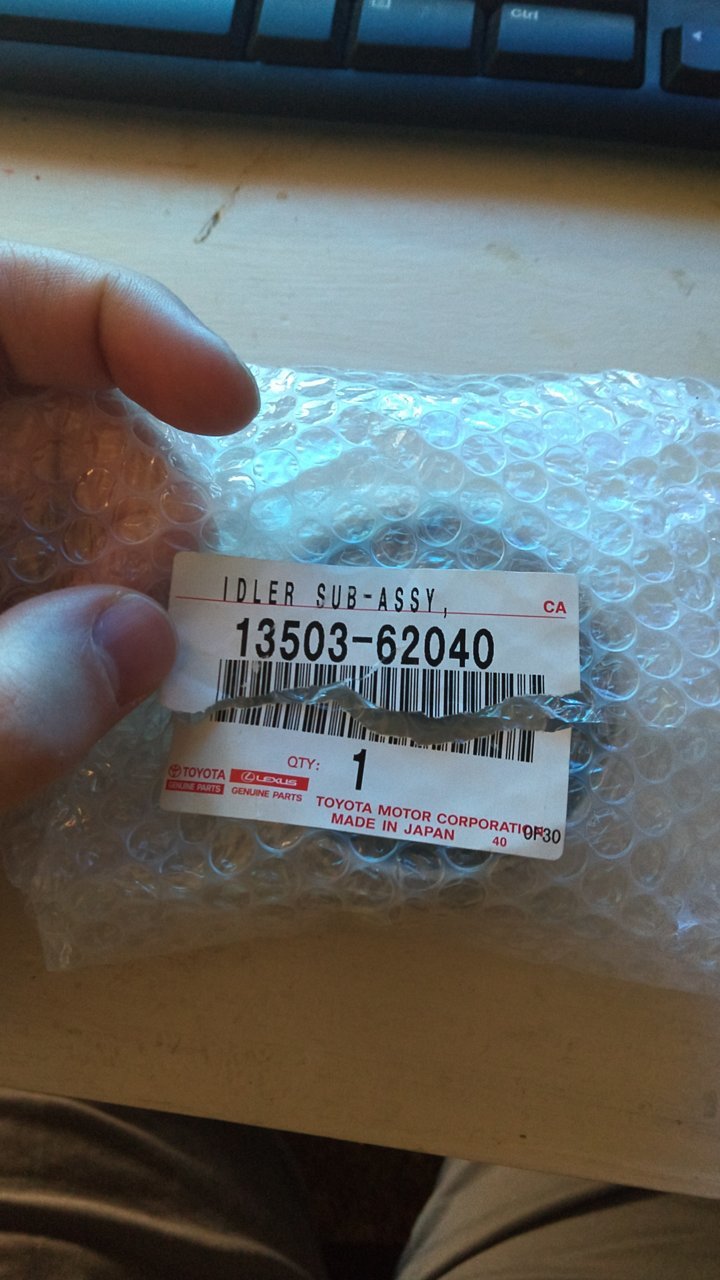 Ctrl
IDLER SUB-ASSY,
CA
13503-62040
QTY: 1
TOYOTA
GENUINE PARTS
LEXUS
GENUINE PARTS
TOYOTA MOTOR CORPORATION
MADE IN JAPAN
40
0F30